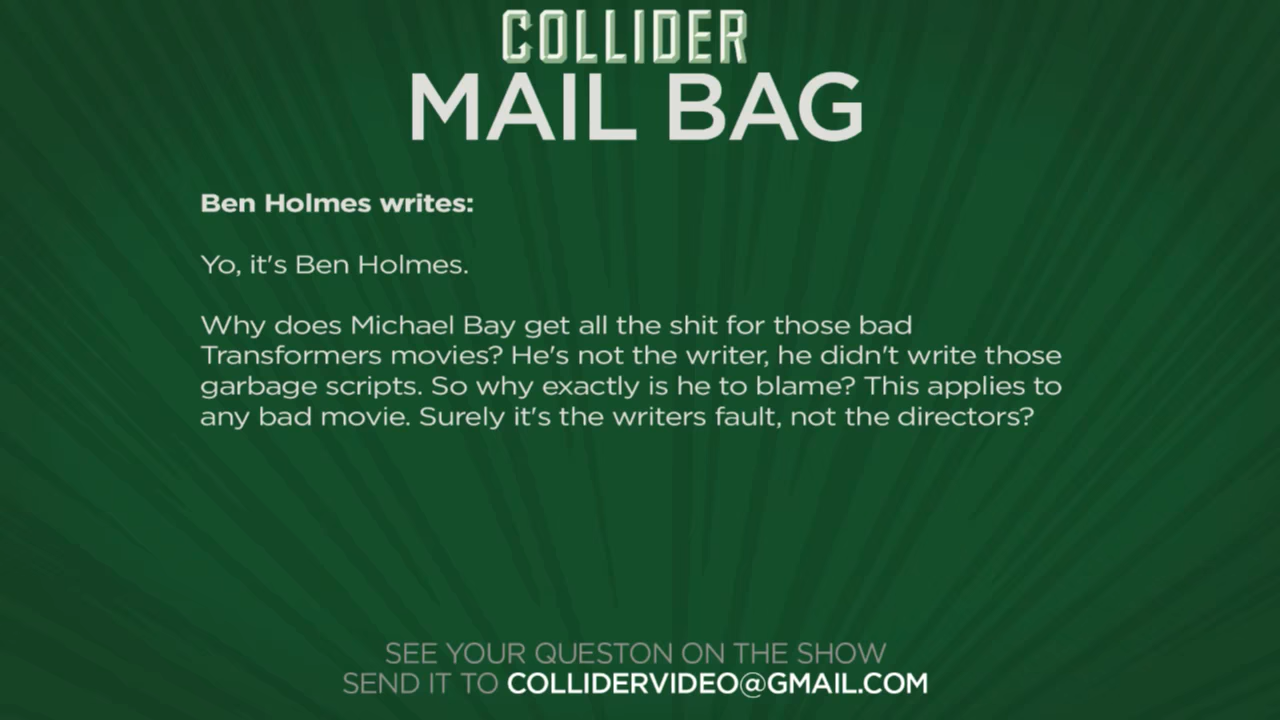 COLLIDER
MAIL BAG
Ben Holmes writes:
Yo, it's Ben Holmes.
Why does Michael Bay get all the shit for those bad
Transformers movies? He's not the writer, he didn't write those
garbage scripts. So why exactly is he to blame? This applies to
any bad movie. Surely it's the writers fault, not the directors?
SEE YOUR QUESTON ON THE SHOW
SEND IT TO COLLIDERVIDEO@GMAIL.COM